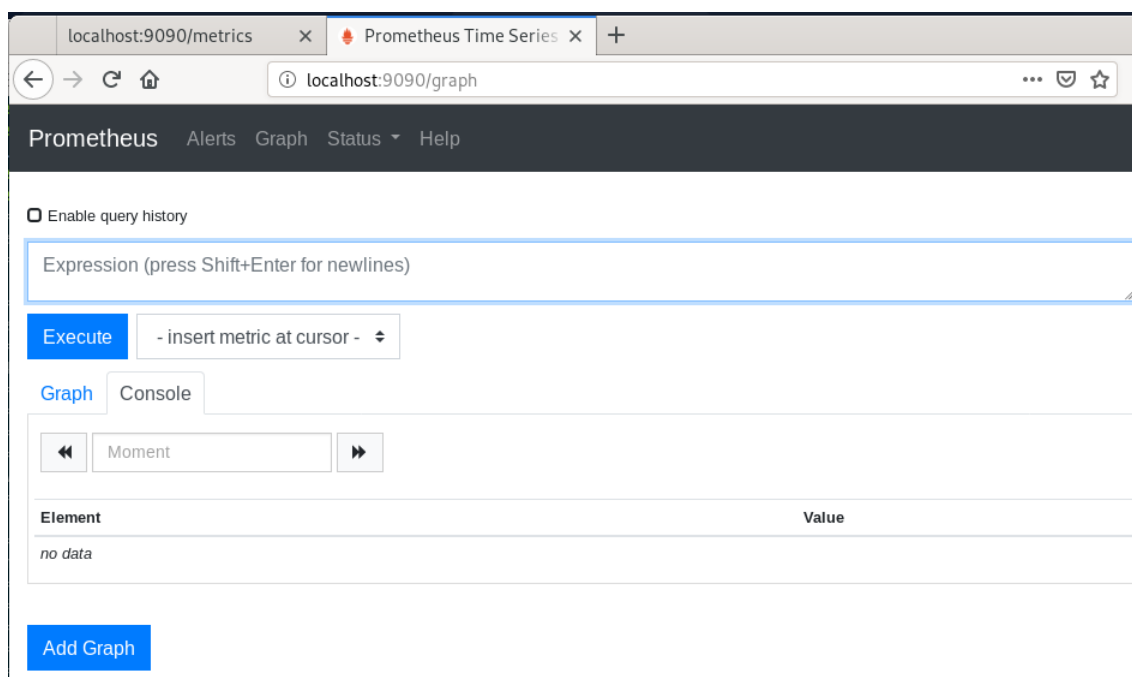 localhost:9090/metrics Prometheus Time Series
localhost:9090/graph
Prometheus Alerts Graph Status Help
Enable query history
Expression (press Shift+Enter for newlines)
Execute - insert metric at cursor -
Graph Console
Moment
Element Value
no data
Add Graph